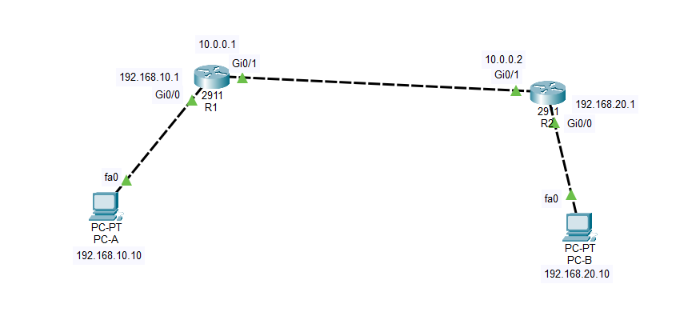 10.0.0.1
192.168.10.1
Gi0/1
Gi0/0
2911
R1
10.0.0.2
Gi0/1
192.168.20.1
2911
R2
Gi0/0
fa0
PC-PT
PC-A
192.168.10.10
fa0
PC-PT
PC-B
192.168.20.10